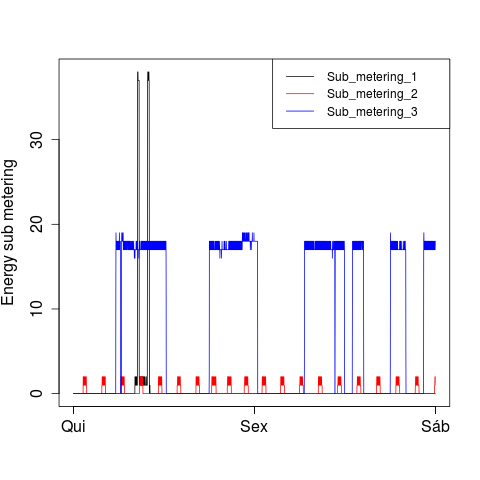 Sub_metering_1
Sub_metering_2
Sub_metering_3
Energy sub metering
30
20
10
0
Qui Sex Sáb